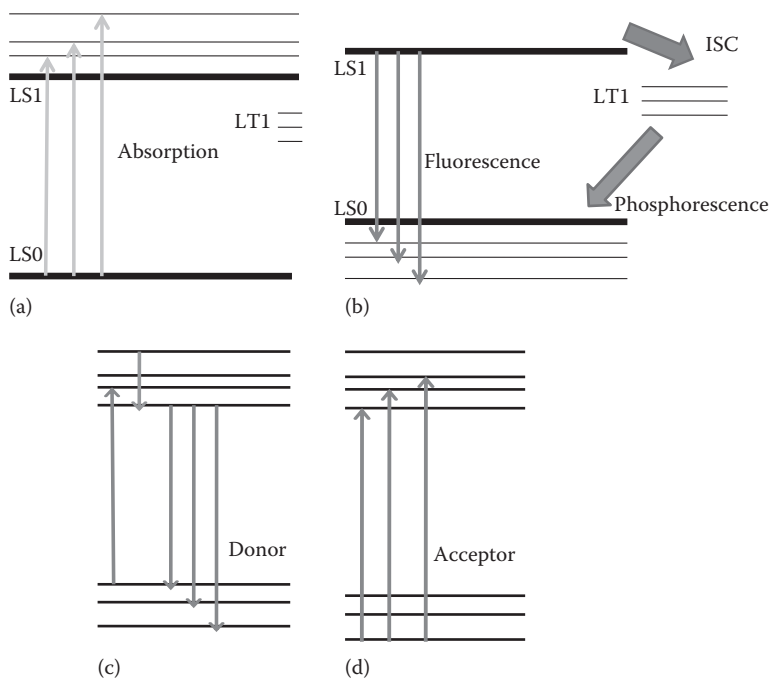 LS1
LT1
Absorption
LS0
(a)
ISC
LS1
LT1
Fluorescence
LS0
Phosphorescence
(b)
Donor
(c)
Acceptor
(d)